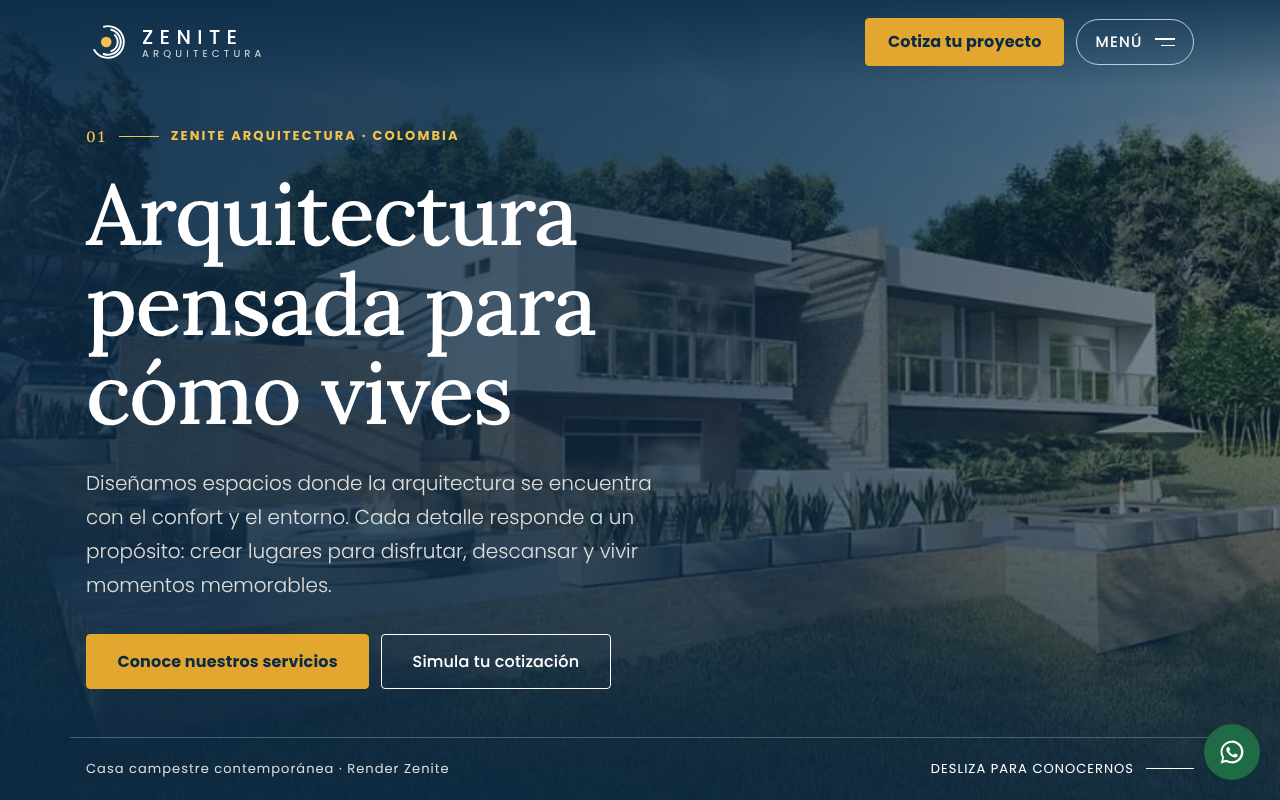 ZENITE
ARQUITECTURA
Cotiza tu proyecto
MENÚ
01
ZENITE ARQUITECTURA · COLOMBIA
Arquitectura
pensada para
cómo vives
Diseñamos espacios donde la arquitectura se encuentra
con el confort y el entorno. Cada detalle responde a un
propósito: crear lugares para disfrutar, descansar y vivir
momentos memorables.
Conoce nuestros servicios
Simula tu cotización
Casa campestre contemporánea · Render Zenite
DESLIZA PARA CONOCERNOS